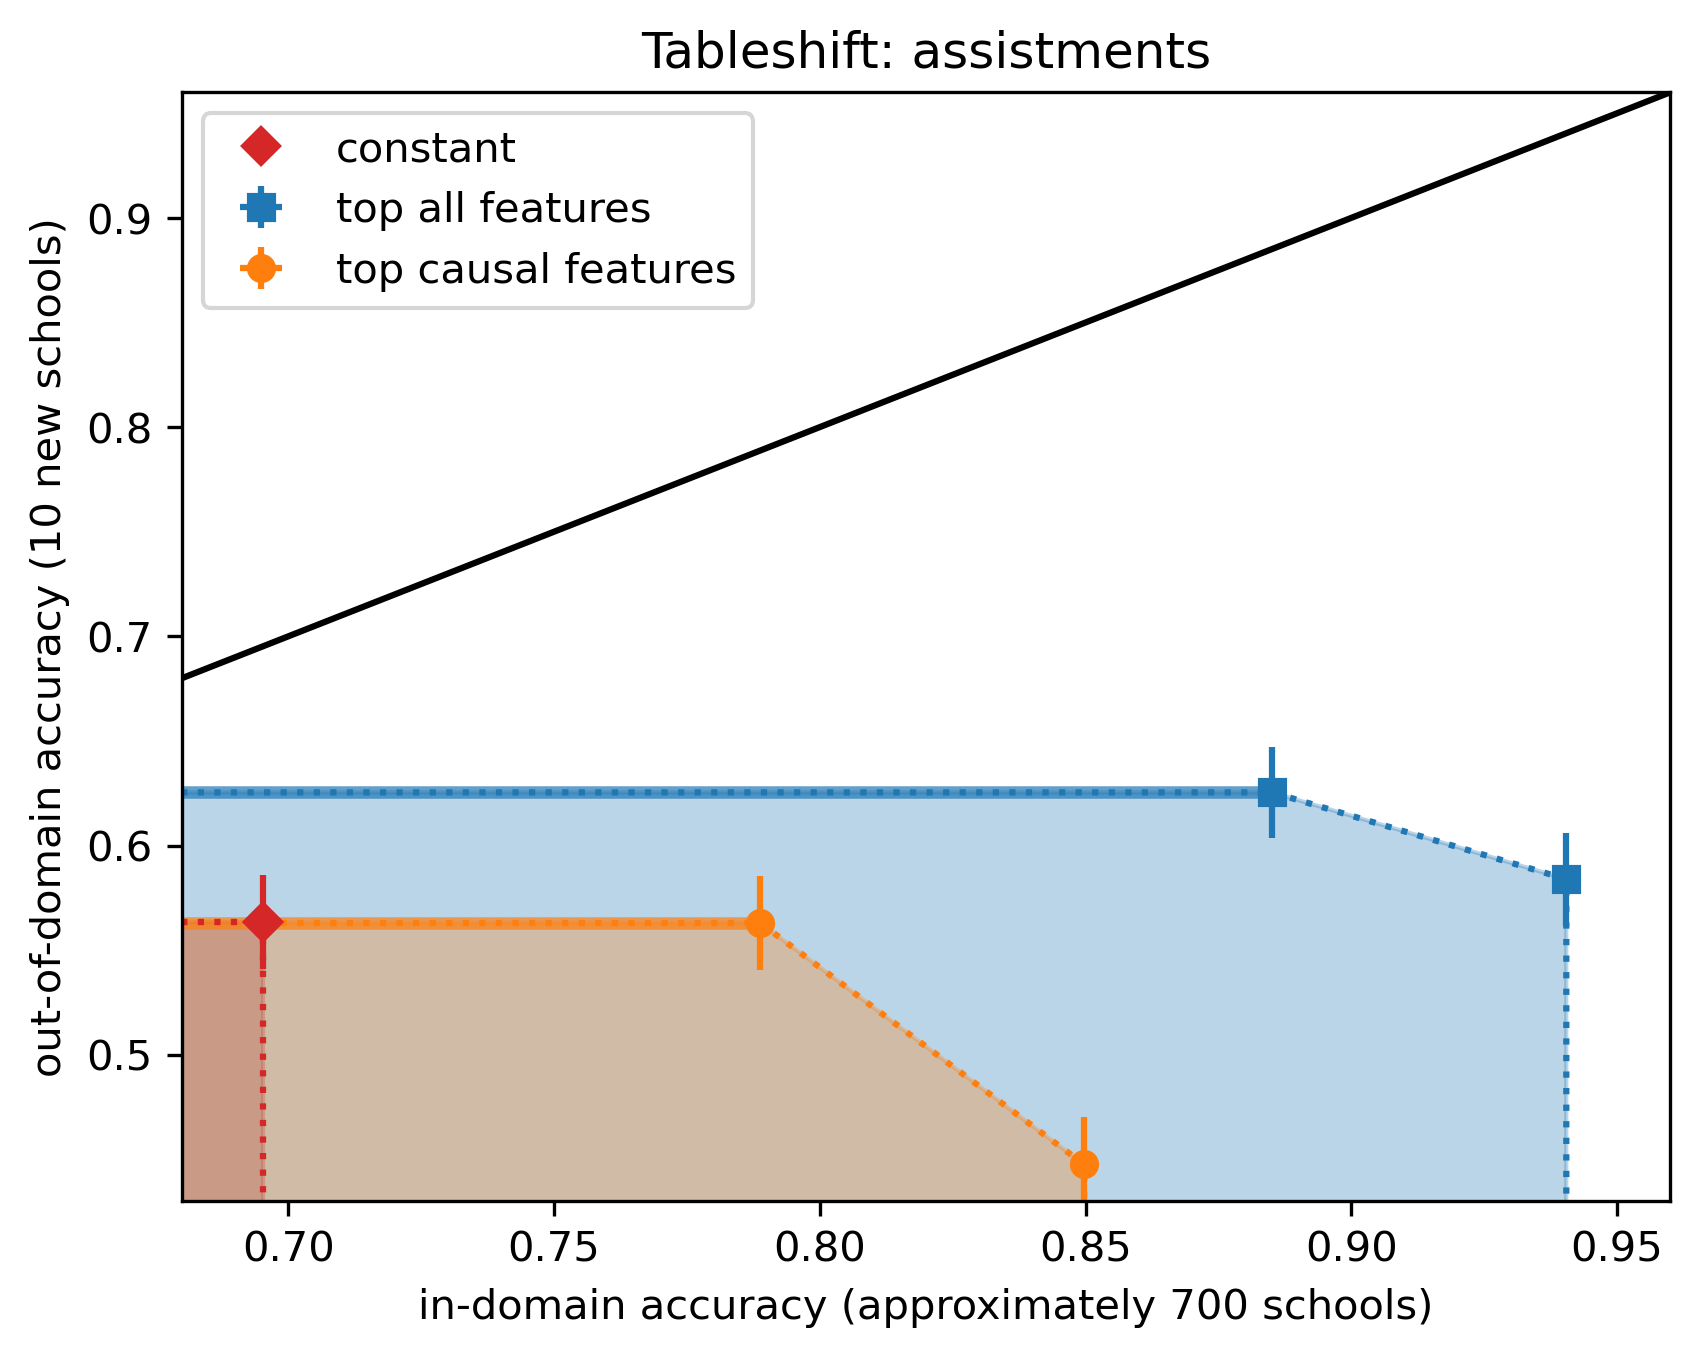 Tableshift: assistments
constant
top all features
top causal features
out-of-domain accuracy (10 new schools)
0.9
0.8
0.7
0.6
0.5
0.70
0.75
0.80
0.85
0.90
0.95
in-domain accuracy (approximately 700 schools)